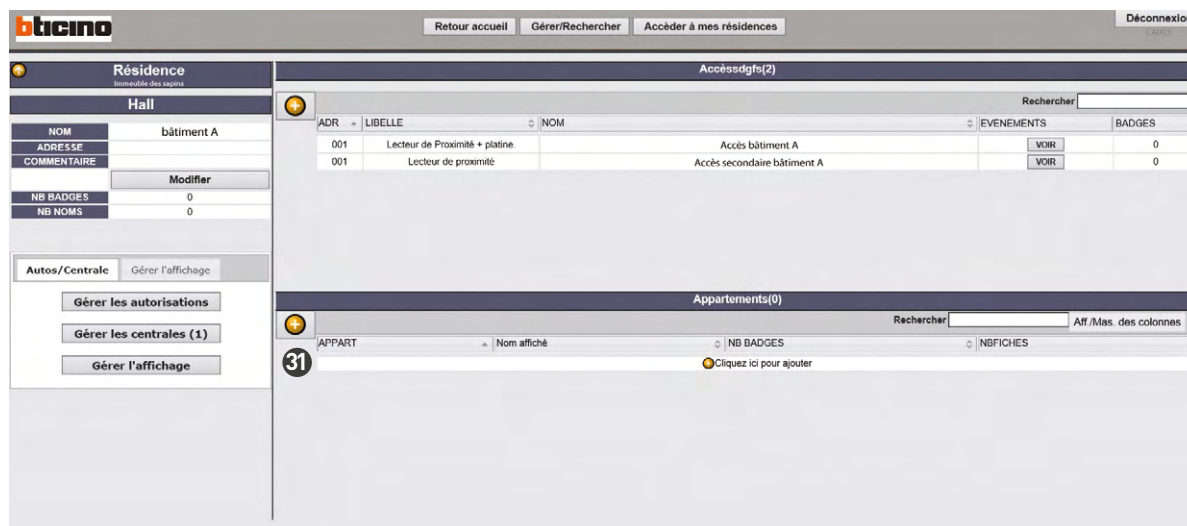 bticino
Retour accueil Gérer/Rechercher Accèder à mes résidences
Déconnexio
CA001
Résidence
Immeuble des sapins
Hall
NOM bâtiment A
ADRESSE
COMMENTAIRE
Modifier
NB BADGES 0
NB NOMS 0
Autos/Centrale Gérer l'affichage
Gérer les autorisations
Gérer les centrales (1)
Gérer l'affichage
Accèssdgfs(2)
Rechercher
ADR LIBELLE NOM EVENEMENTS BADGES
001 Lecteur de Proximité + platine. Accès bâtiment A VOIR 0
001 Lecteur de proximité Accès secondaire bâtiment A VOIR 0
Appartements(0)
Rechercher Aff./Mas. des colonnes
APPART Nom affiché NB BADGES NBFICHES
31 Cliquez ici pour ajouter